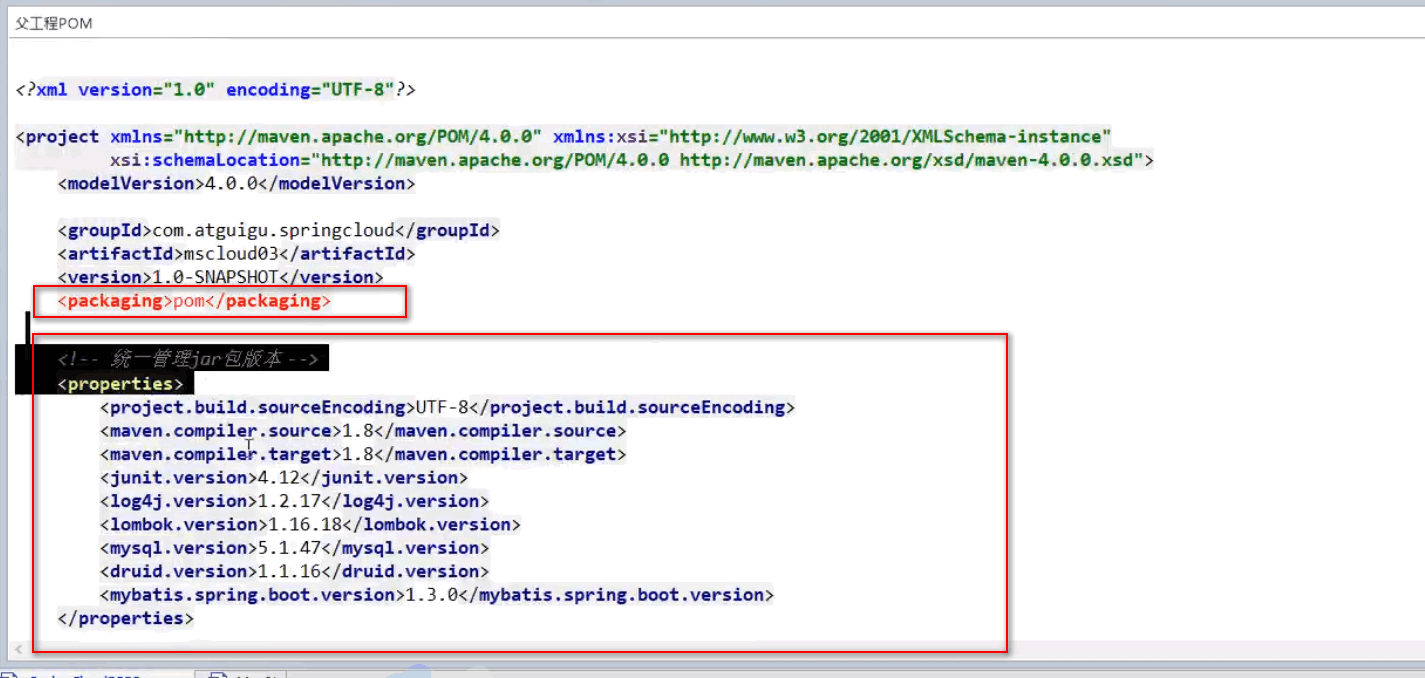 父工程POM
<?xml version="1.0" encoding="UTF-8"?>
<project xmlns="http://maven.apache.org/POM/4.0.0" xmlns:xsi="http://www.w3.org/2001/XMLSchema-instance"
xsi:schemaLocation="http://maven.apache.org/POM/4.0.0 http://maven.apache.org/xsd/maven-4.0.0.xsd">
<modelVersion>4.0.0</modelVersion>
<groupId>com.atguigu.springcloud</groupId>
<artifactId>mscloud03</artifactId>
<version>1.0-SNAPSHOT</version>
<packaging>pom</packaging>
<!-- 统一管理jar包版本 -->
<properties>
<project.build.sourceEncoding>UTF-8</project.build.sourceEncoding>
<maven.compiler.source>1.8</maven.compiler.source>
<maven.compiler.target>1.8</maven.compiler.target>
<junit.version>4.12</junit.version>
<log4j.version>1.2.17</log4j.version>
<lombok.version>1.16.18</lombok.version>
<mysql.version>5.1.47</mysql.version>
<druid.version>1.1.16</druid.version>
<mybatis.spring.boot.version>1.3.0</mybatis.spring.boot.version>
</properties>